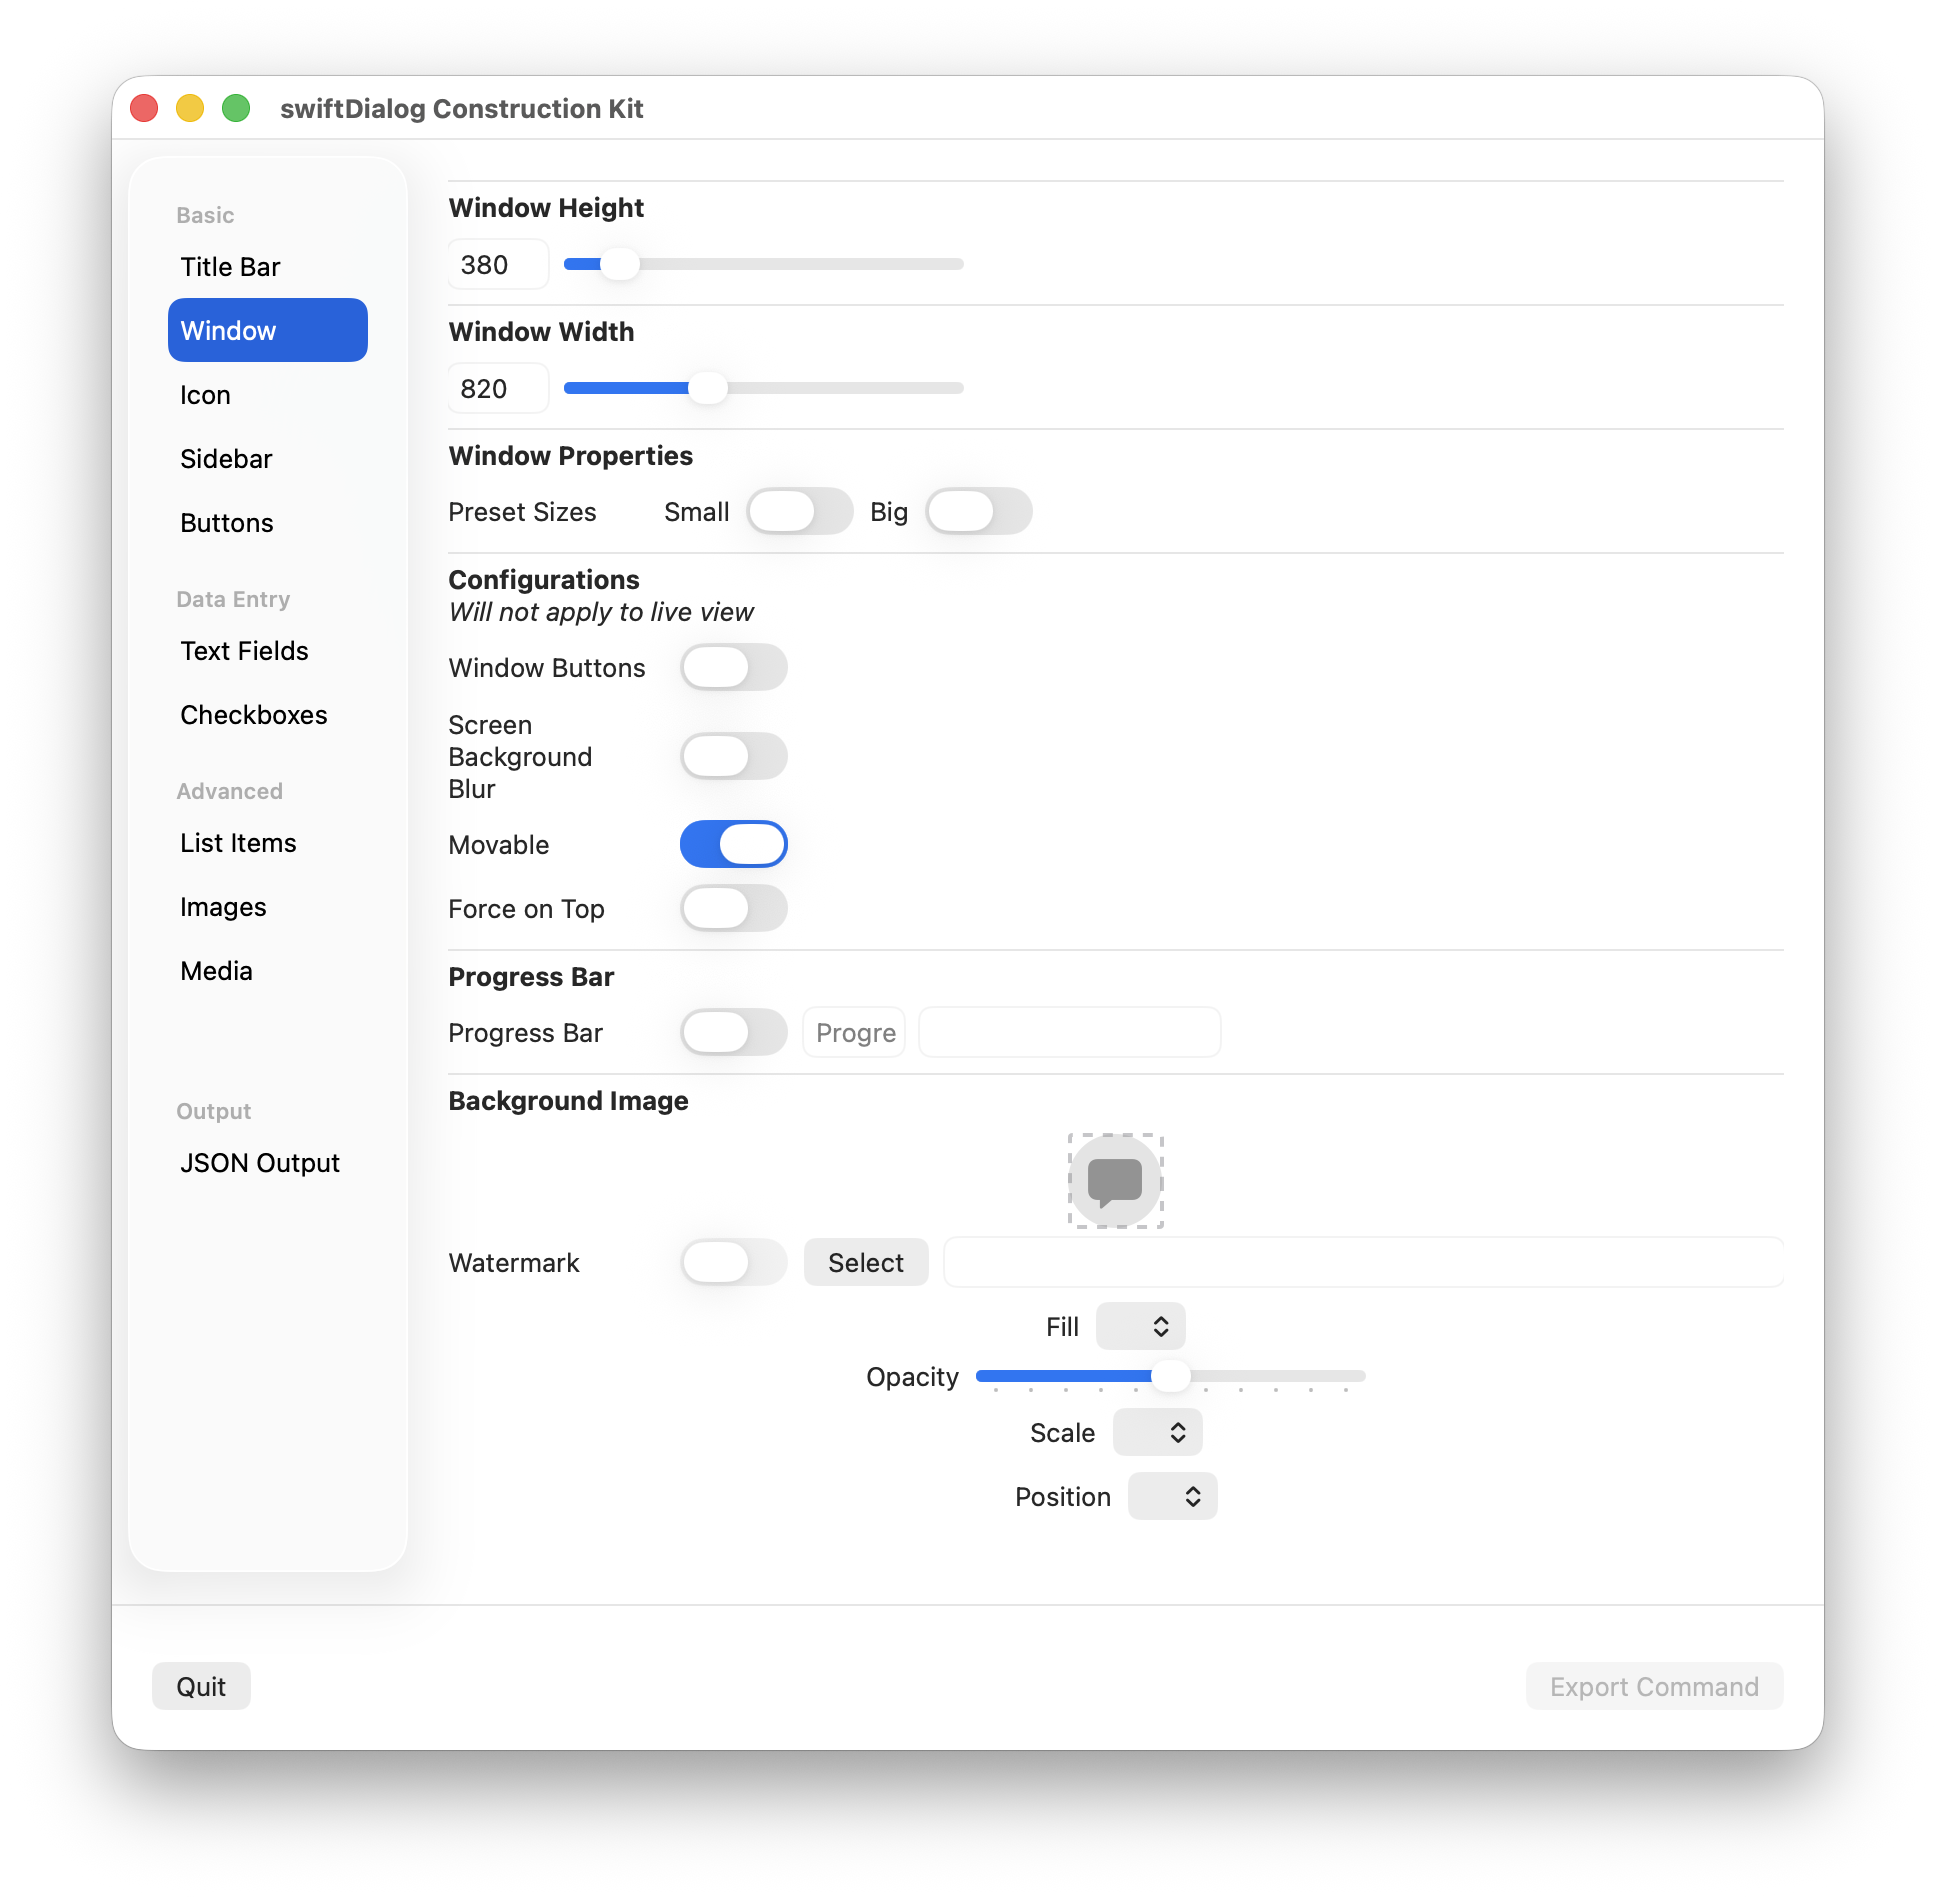 swiftDialog Construction Kit
Basic
Title Bar
Window
Icon
Sidebar
Buttons
Data Entry
Text Fields
Checkboxes
Advanced
List Items
Images
Media
Output
JSON Output
Window Height
380
Window Width
820
Window Properties
Preset Sizes Small Big
Configurations
Will not apply to live view
Window Buttons
Screen
Background
Blur
Movable
Force on Top
Progress Bar
Progress Bar Progre
Background Image
Watermark Select
Fill
Opacity
Scale
Position
Quit Export Command